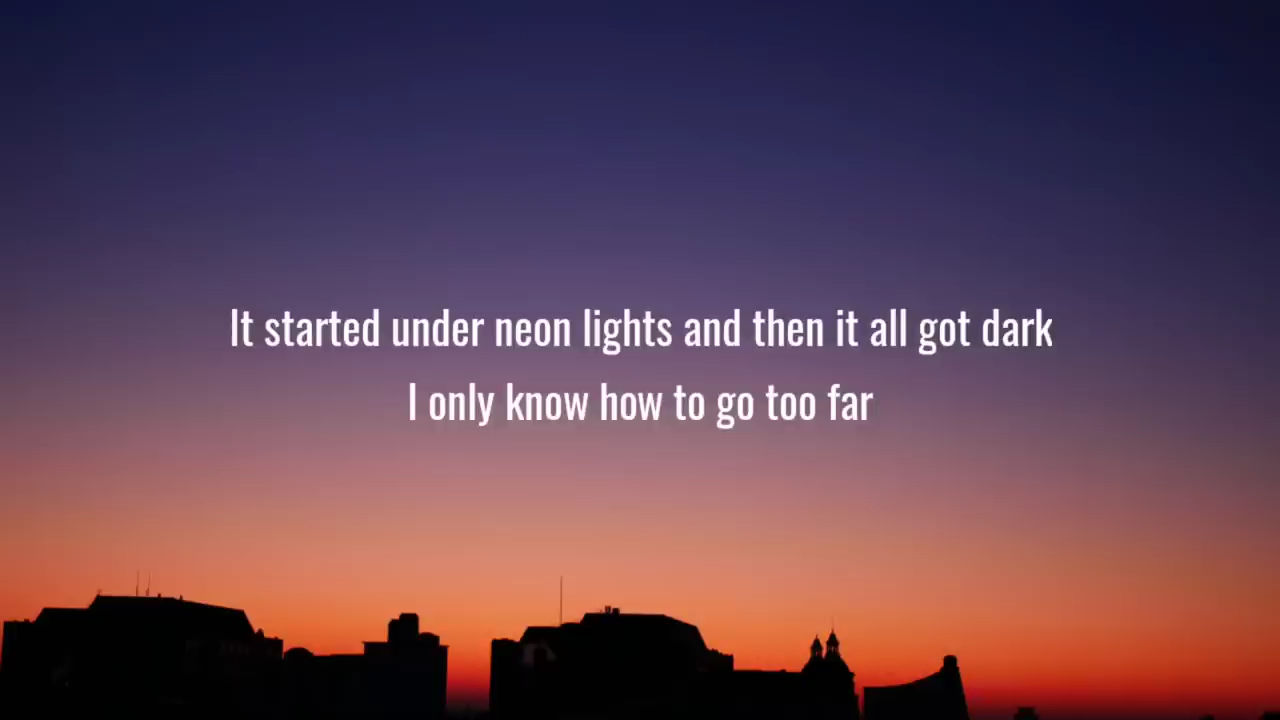 It started under neon lights and then it all got dark
I only know how to go too far